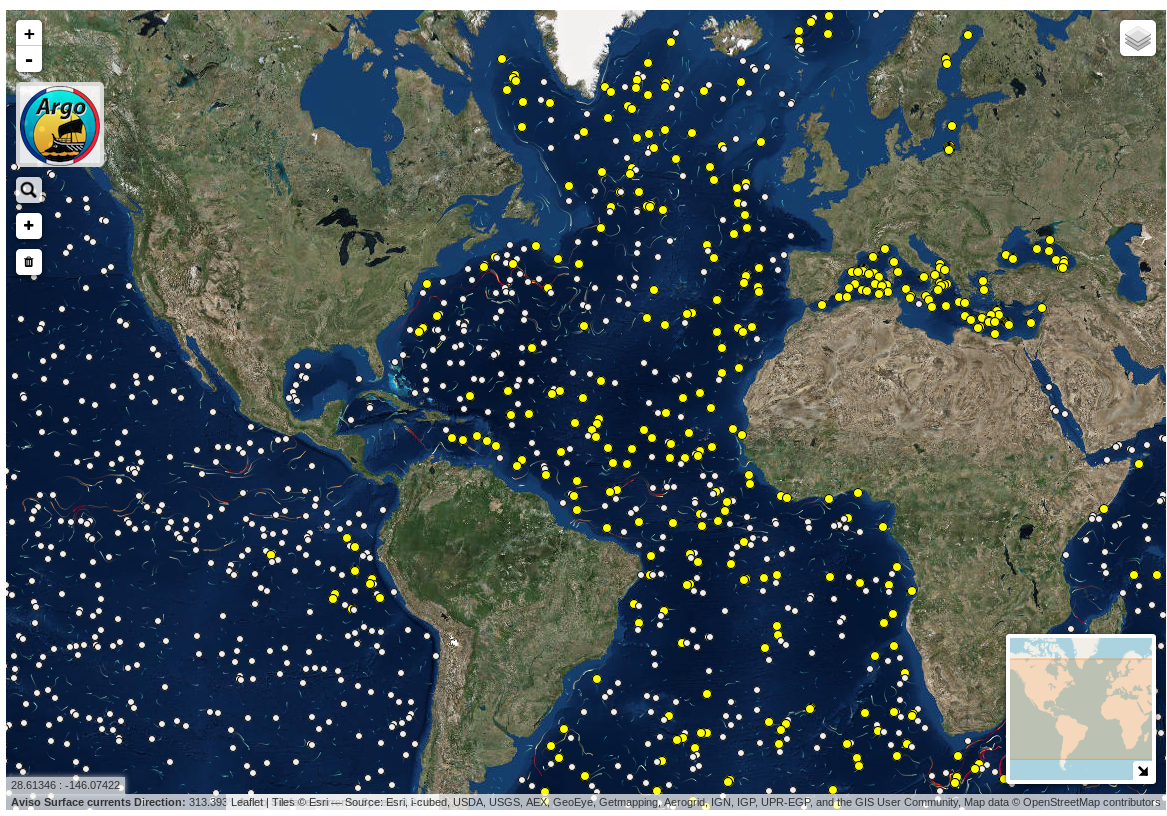 +
-
Argo
+
28.61346 : -146.07422
Aviso Surface currents Direction: 313.393 Leaflet | Tiles © Esri — Source: Esri, i-cubed, USDA, USGS, AEX, GeoEye, Getmapping, Aerogrid, IGN, IGP, UPR-EGP, and the GIS User Community, Map data © OpenStreetMap contributors